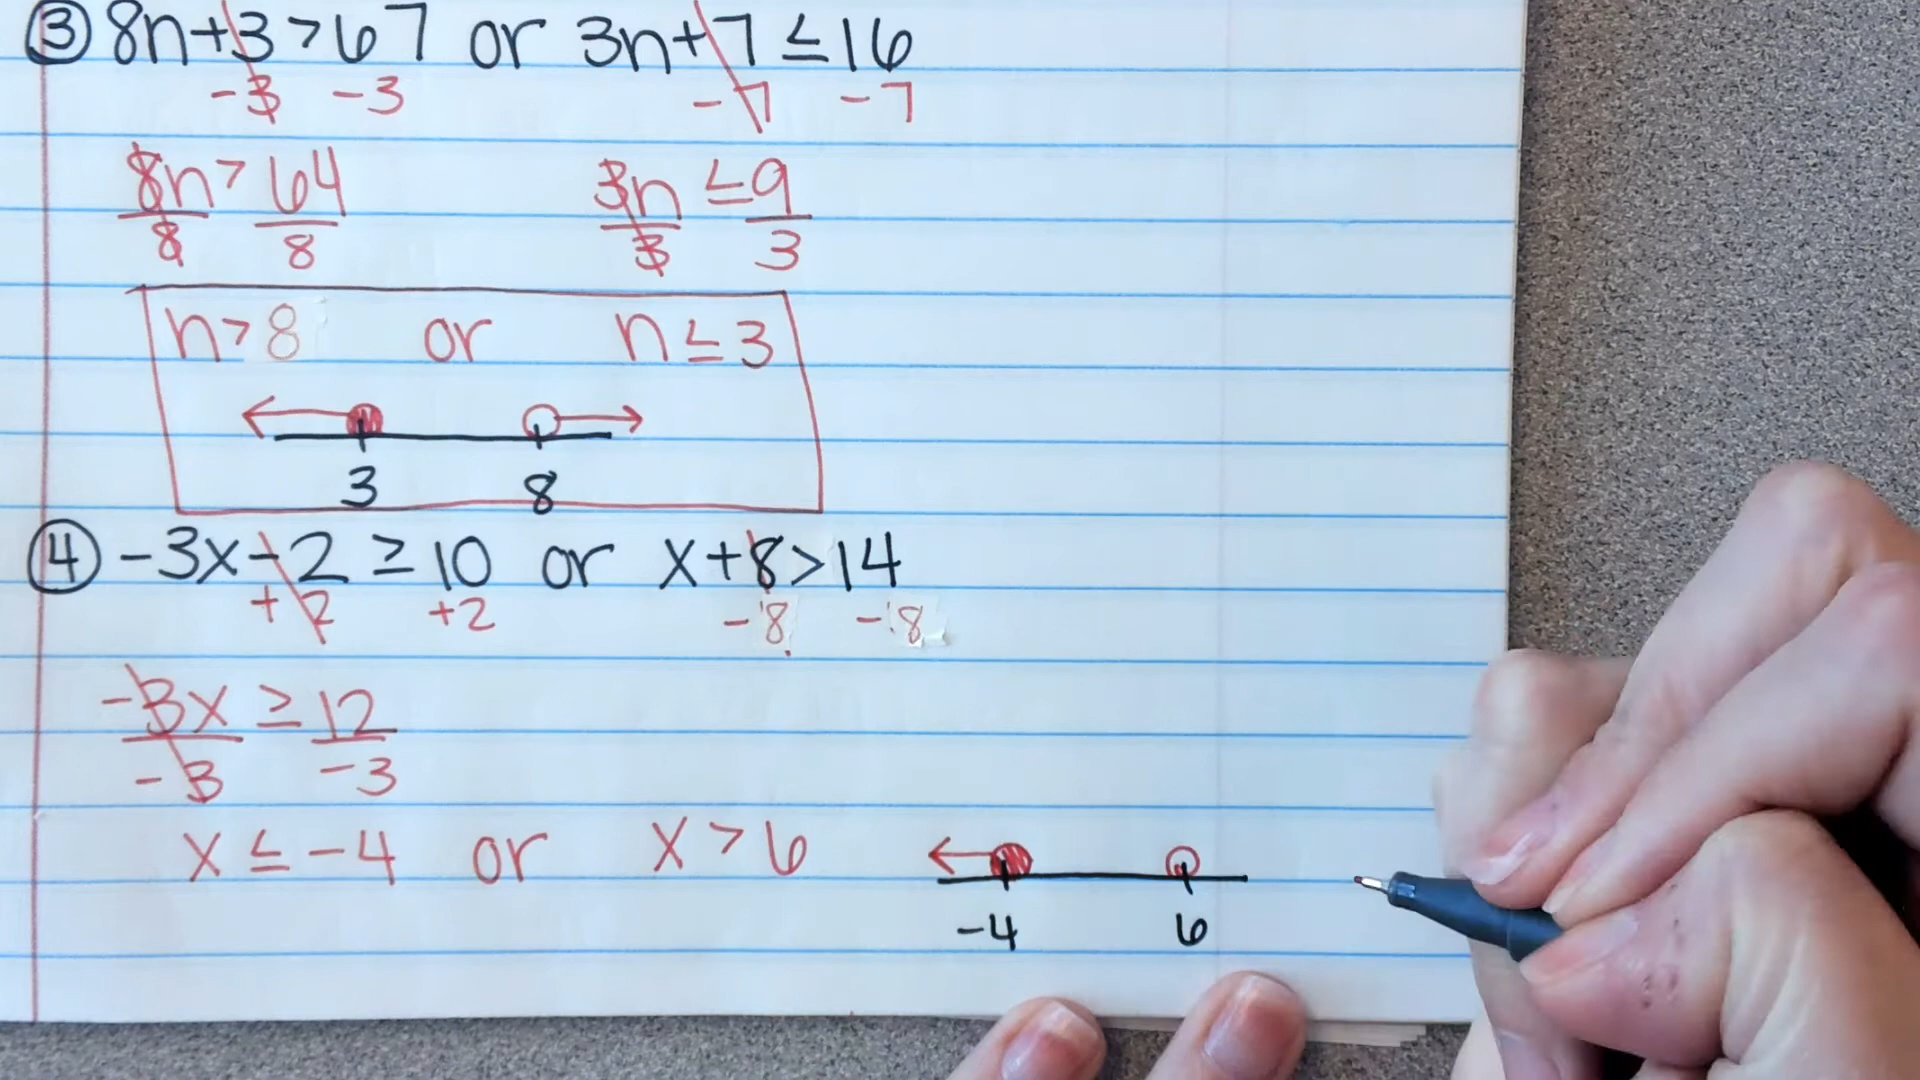 ③ 8n+3>67 or 3n+7≤16
-3 -3 -7 -7
8n > 64 3n ≤ 9
8 8 3 3
n>8 or n≤3
3 8
④ -3x-2≥10 or x+8>14
+2 +2 -8 -8
-3x ≥ 12
-3 -3
x≤-4 or x>6
-4 6